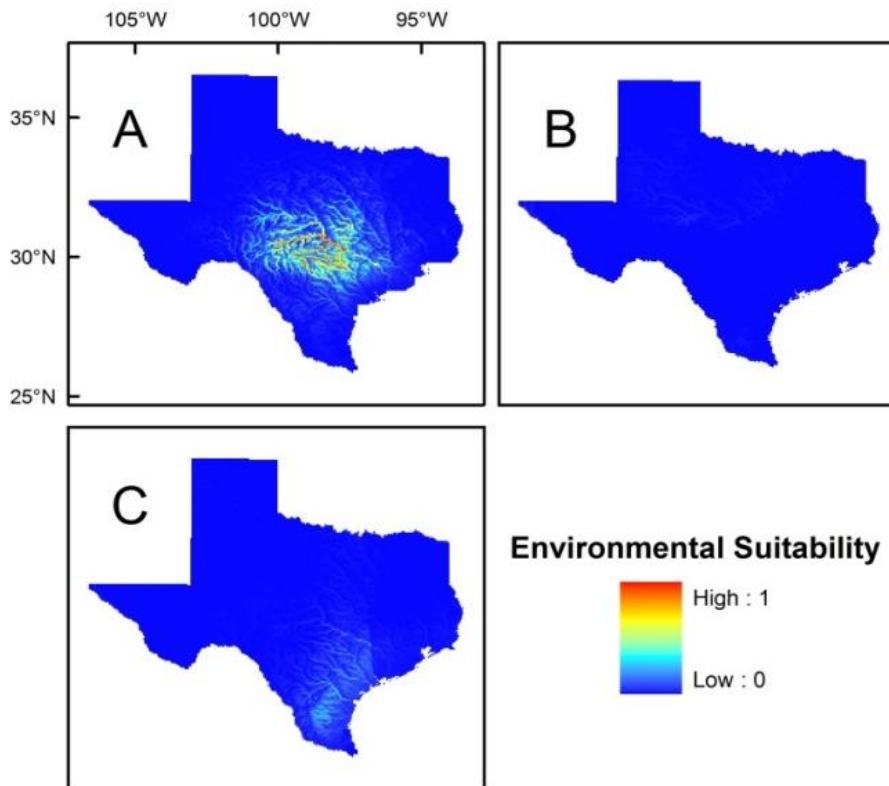 105°W 100°W 95°W
35°N
30°N
25°N
A
B
C
Environmental Suitability
High : 1
Low : 0